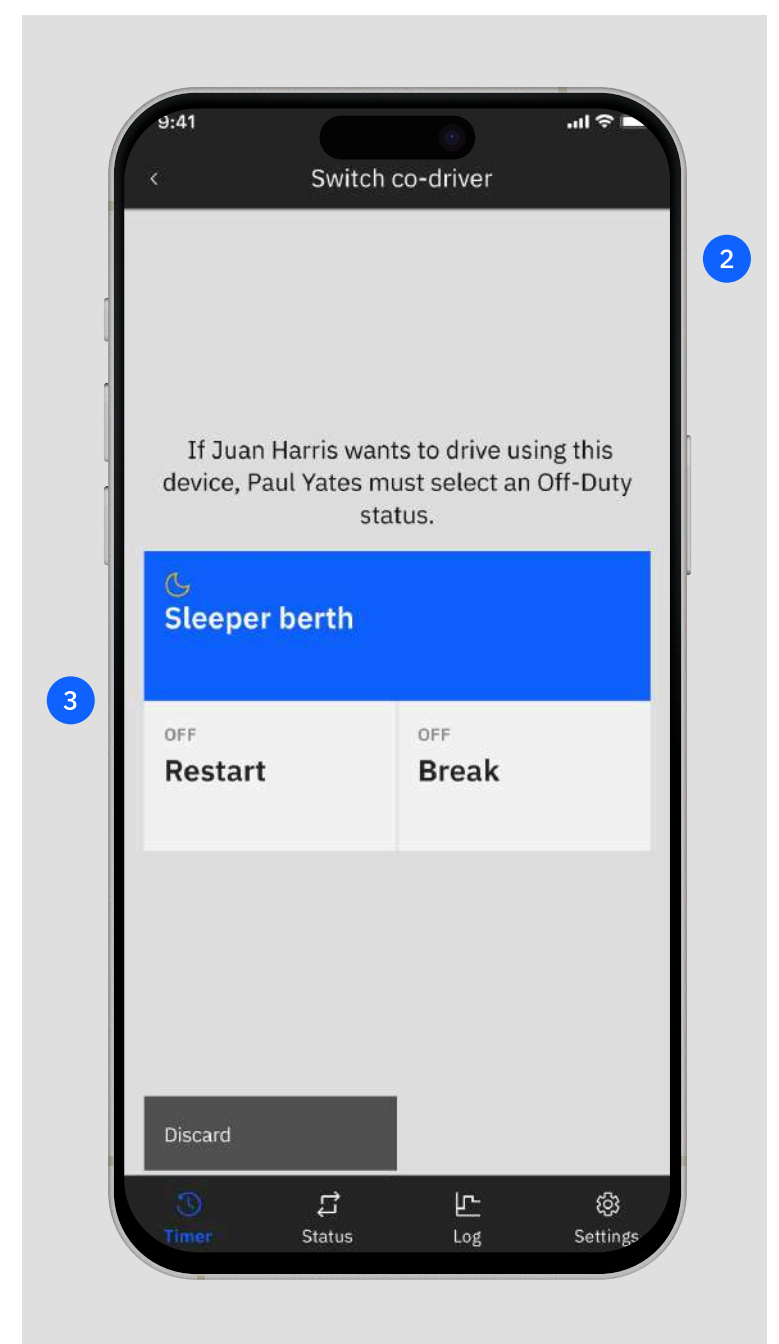 9:41
Switch co-driver
2
If Juan Harris wants to drive using this
device, Paul Yates must select an Off-Duty
status.
Sleeper berth
3
OFF
OFF
Restart
Break
Discard
Timer
Status
Log
Settings